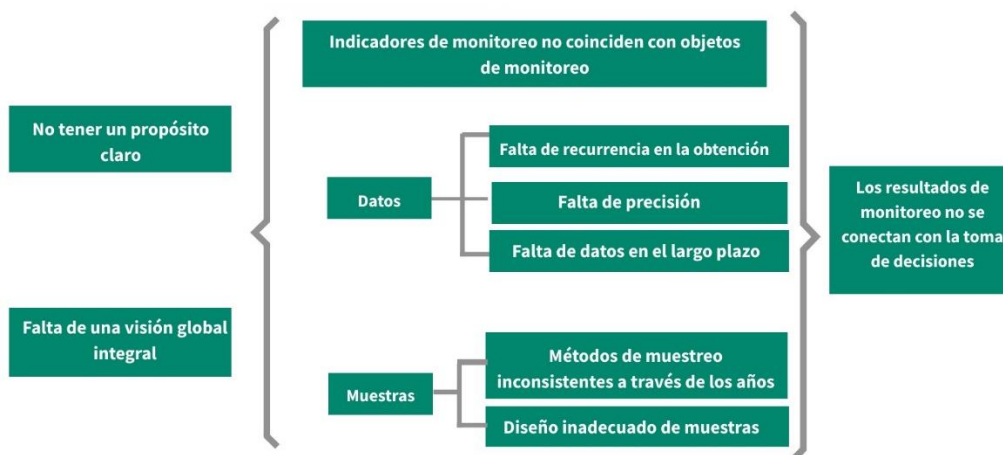 No tener un propósito
claro
Falta de una visión global
integral
Indicadores de monitoreo no coinciden con objetos
de monitoreo
Datos
Falta de recurrencia en la obtención
Falta de precisión
Falta de datos en el largo plazo
Muestras
Métodos de muestreo
inconsistentes a través de los años
Diseño inadecuado de muestras
Los resultados de
monitoreo no se
conectan con la toma
de decisiones